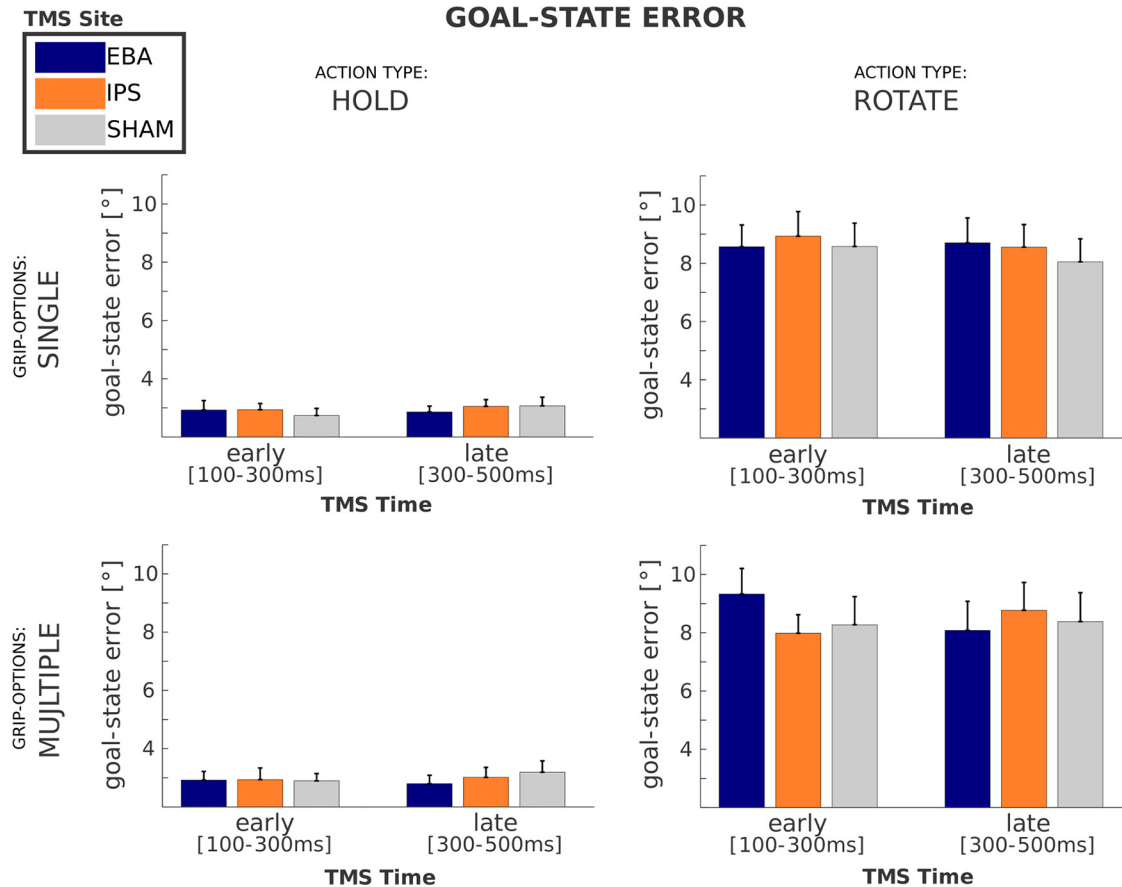 GOAL-STATE ERROR
TMS Site
EBA
IPS
SHAM
ACTION TYPE:
HOLD
ACTION TYPE:
ROTATE
GRIP-OPTIONS:
SINGLE
goal-state error [°]
10
8
6
4
early
[100-300ms]
late
[300-500ms]
TMS Time
goal-state error [°]
10
8
6
4
early
[100-300ms]
late
[300-500ms]
TMS Time
GRIP-OPTIONS:
MUJLTIPLE
goal-state error [°]
10
8
6
4
early
[100-300ms]
late
[300-500ms]
TMS Time
goal-state error [°]
10
8
6
4
early
[100-300ms]
late
[300-500ms]
TMS Time